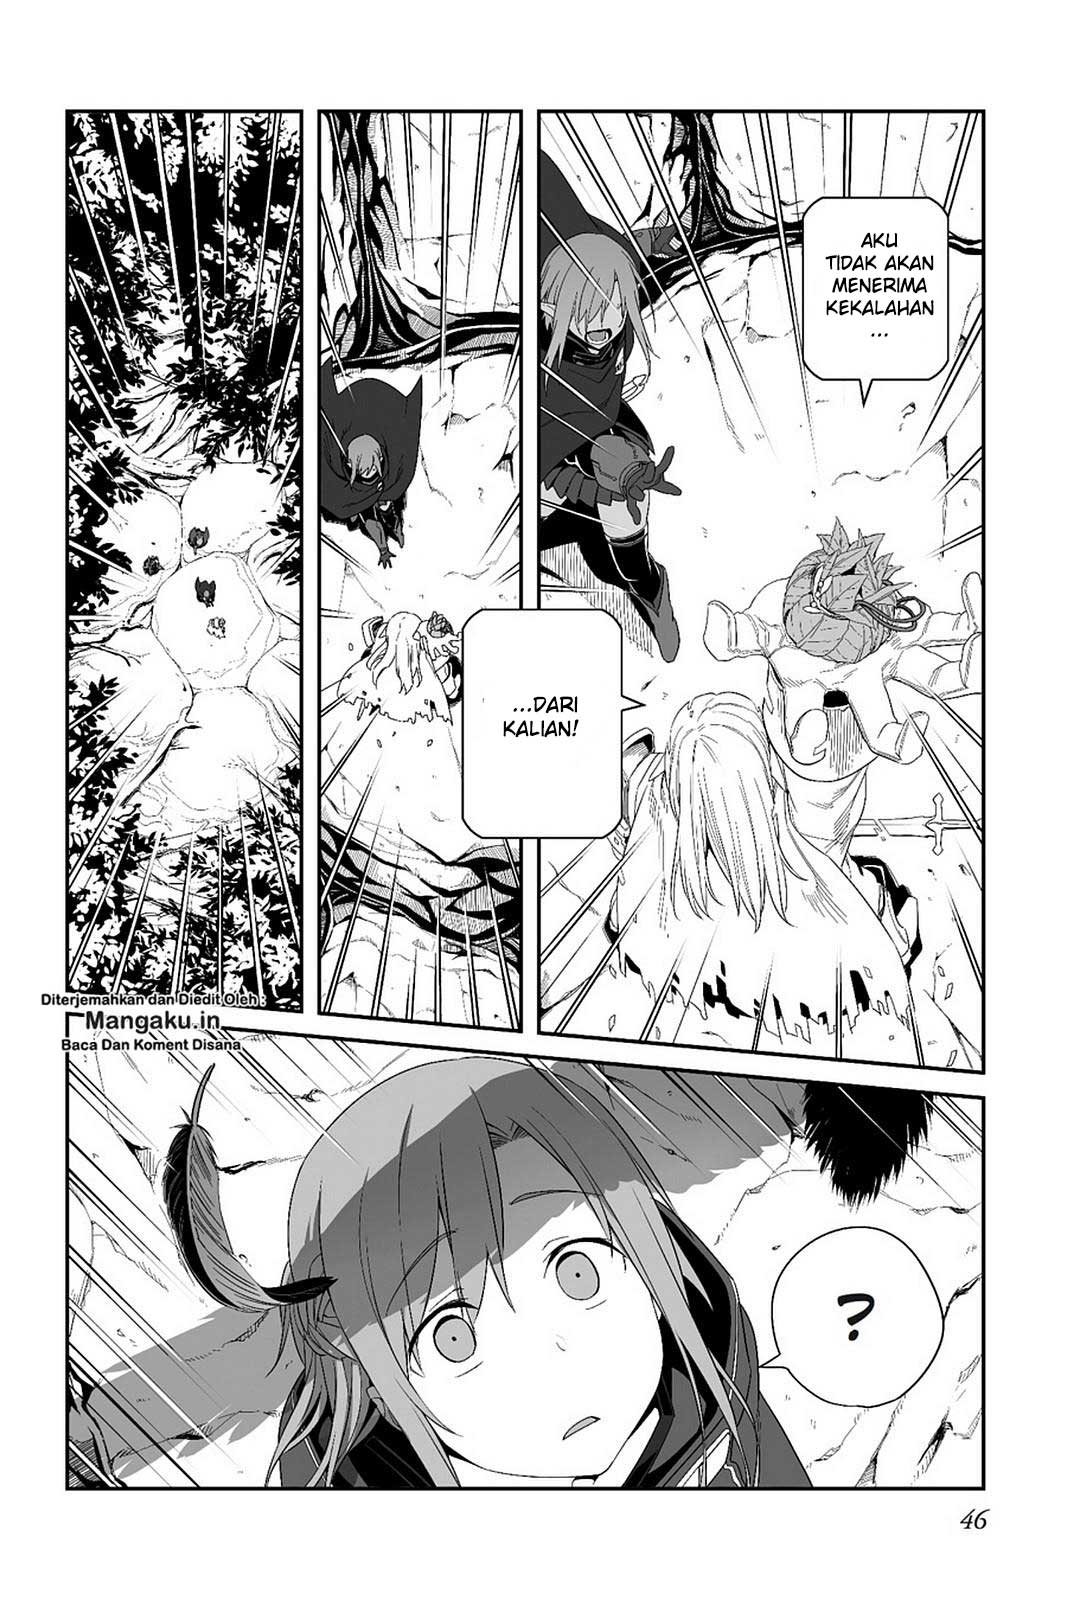 AKU
TIDAK AKAN
MENERIMA
KEKALAHAN
...
...DARI
KALIAN!
Diterjemahkan dan Diedit Oleh :
Mangaku.in
Baca Dan Koment Disana
?
46